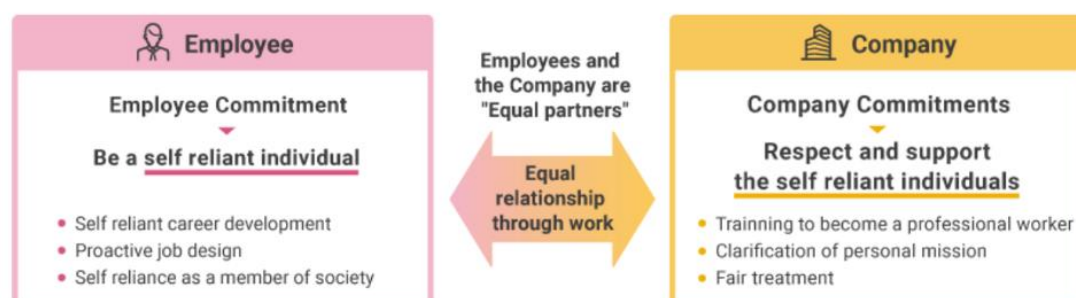 Employee
Employee Commitment
Be a self reliant individual
Self reliant career development
Proactive job design
Self reliance as a member of society
Employees and
the Company are
"Equal partners"
Equal
relationship
through work
Company
Company Commitments
Respect and support
the self reliant individuals
Trainning to become a professional worker
Clarification of personal mission
Fair treatment